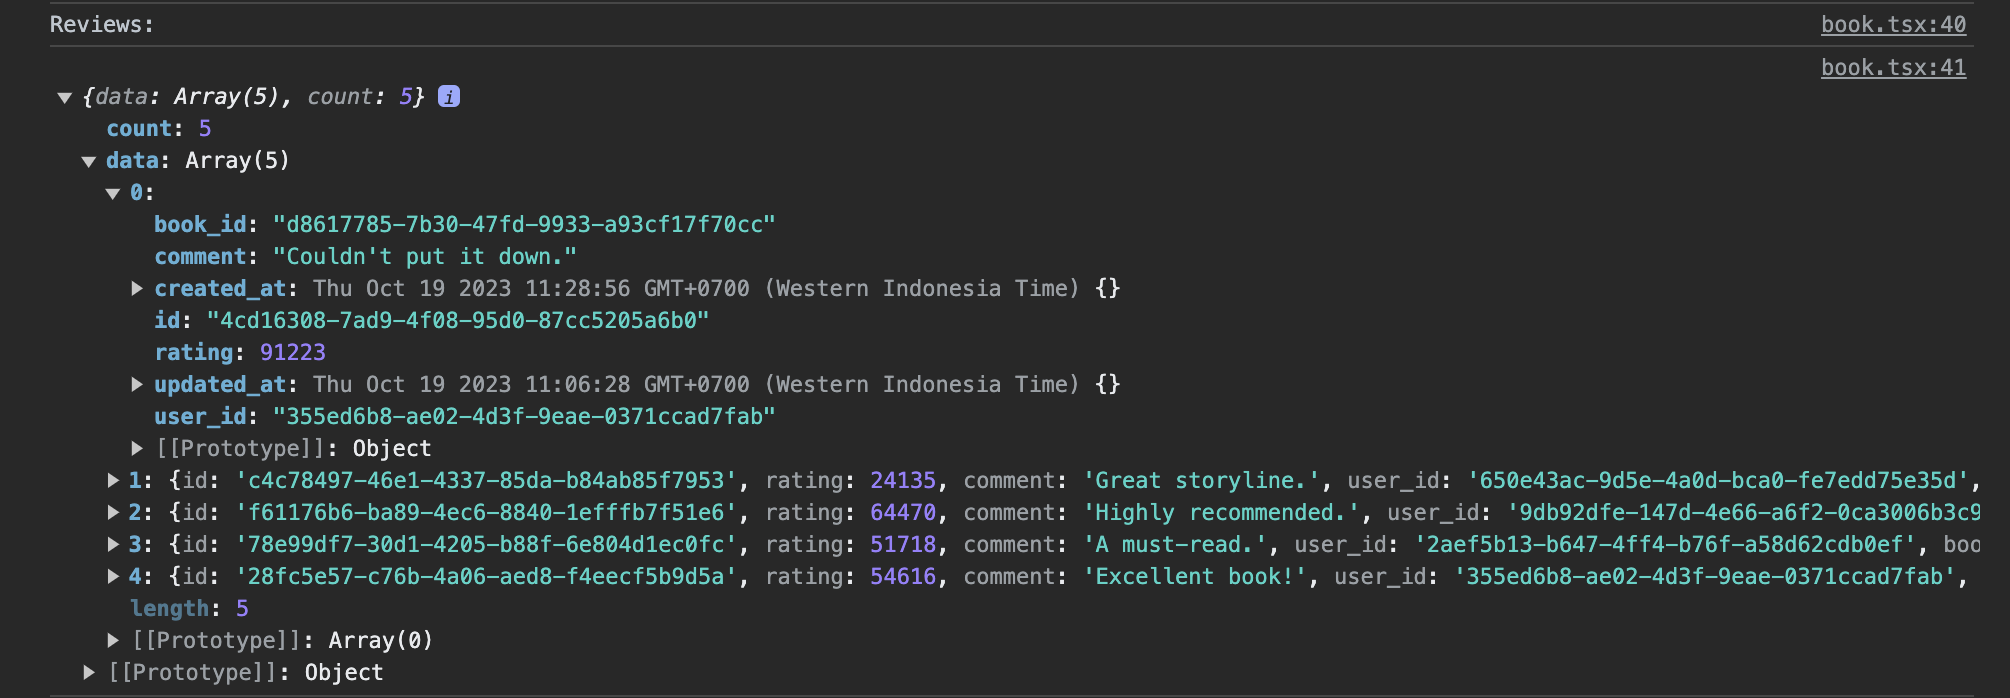 Reviews: book.tsx:40
book.tsx:41
{data: Array(5), count: 5} i
count: 5
data: Array(5)
0:
book_id: "d8617785-7b30-47fd-9933-a93cf17f70cc"
comment: "Couldn't put it down."
created_at: Thu Oct 19 2023 11:28:56 GMT+0700 (Western Indonesia Time) {}
id: "4cd16308-7ad9-4f08-95d0-87cc5205a6b0"
rating: 91223
updated_at: Thu Oct 19 2023 11:06:28 GMT+0700 (Western Indonesia Time) {}
user_id: "355ed6b8-ae02-4d3f-9eae-0371ccad7fab"
[[Prototype]]: Object
1: {id: 'c4c78497-46e1-4337-85da-b84ab85f7953', rating: 24135, comment: 'Great storyline.', user_id: '650e43ac-9d5e-4a0d-bca0-fe7edd75e35d',
2: {id: 'f61176b6-ba89-4ec6-8840-1efffb7f51e6', rating: 64470, comment: 'Highly recommended.', user_id: '9db92dfe-147d-4e66-a6f2-0ca3006b3c9
3: {id: '78e99df7-30d1-4205-b88f-6e804d1ec0fc', rating: 51718, comment: 'A must-read.', user_id: '2aef5b13-b647-4ff4-b76f-a58d62cdb0ef', boo
4: {id: '28fc5e57-c76b-4a06-aed8-f4eecf5b9d5a', rating: 54616, comment: 'Excellent book!', user_id: '355ed6b8-ae02-4d3f-9eae-0371ccad7fab',
length: 5
[[Prototype]]: Array(0)
[[Prototype]]: Object